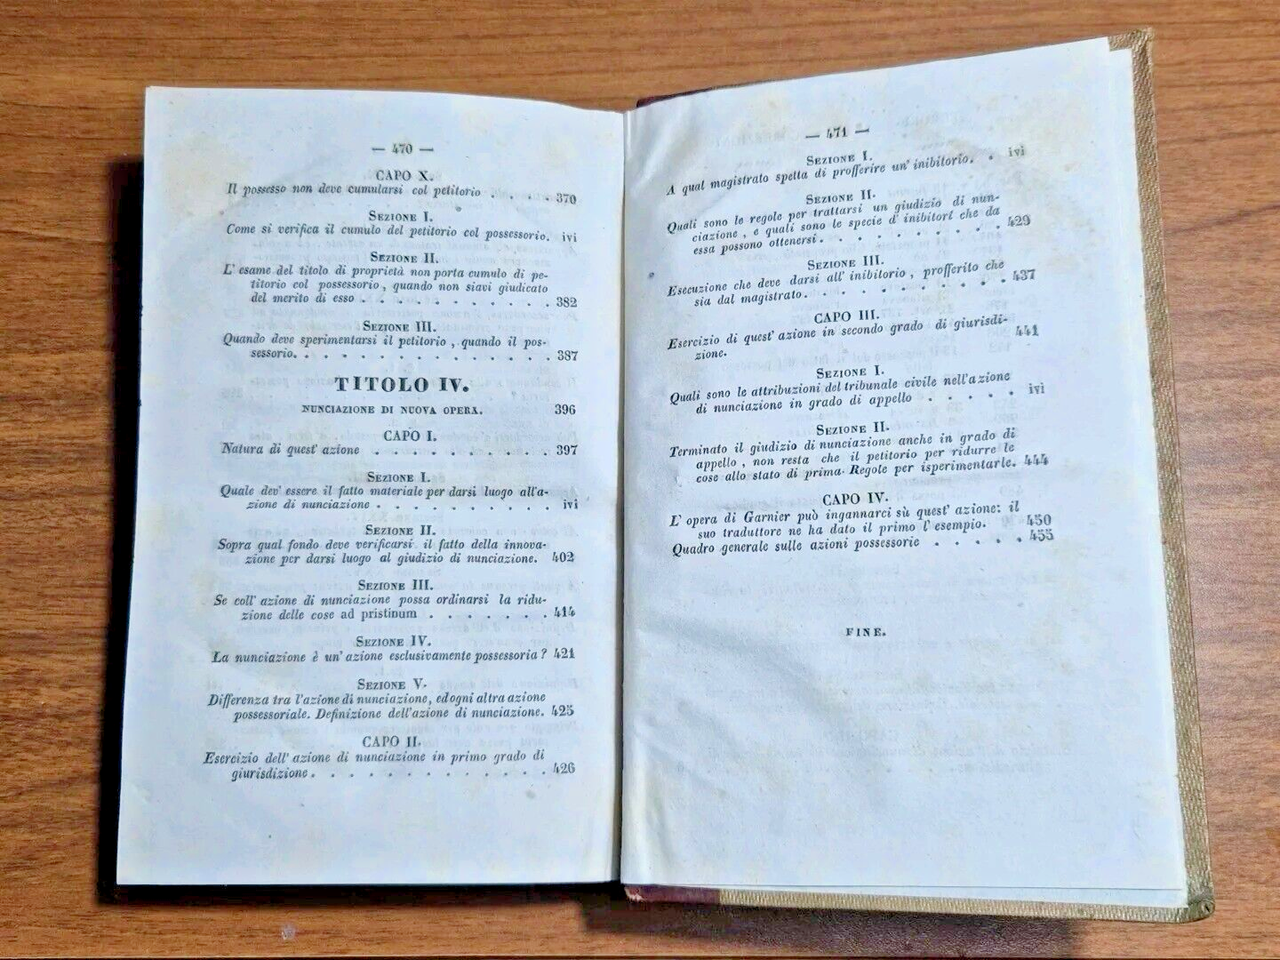 — 470 —
CAPO X.
Il possesso non deve cumularsi col petitorio . . . . 370
SEZIONE I.
Come si verifica il cumulo del petitorio col possessorio. ivi
SEZIONE II.
L' esame del titolo di proprietà non porta cumulo di pe-
titorio col possessorio, quando non siavi giudicato
del merito di esso . . . . . . . . . . . 382
SEZIONE III.
Quando deve sperimentarsi il petitorio, quando il pos-
sessorio. . . . . . . . . . . . . . 387
TITOLO IV.
NUNCIAZIONE DI NUOVA OPERA. 396
CAPO I.
Natura di quest' azione . . . . . . . . . . 397
SEZIONE I.
Quale dev' essere il fatto materiale per darsi luogo all'a-
zione di nunciazione . . . . . . . . . . ivi
SEZIONE II.
Sopra qual fondo deve verificarsi il fatto della innova-
zione per darsi luogo al giudizio di nunciazione. 402
SEZIONE III.
Se coll' azione di nunciazione possa ordinarsi la ridu-
zione delle cose ad pristinum . . . . . . . 414
SEZIONE IV.
La nunciazione è un' azione esclusivamente possessoria ? 421
SEZIONE V.
Differenza tra l'azione di nunciazione, ed ogni altra azione
possessoriale. Definizione dell'azione di nunciazione. 425
CAPO II.
Esercizio dell' azione di nunciazione in primo grado di
giurisdizione . . . . . . . . . . . . . 426
— 471 —
SEZIONE I.
A qual magistrato spetta di profferire un' inibitorio. . ivi
SEZIONE II.
Quali sono le regole per trattarsi un giudizio di nun-
ciazione, e quali sono le specie d' inibitorî che da
essa possono ottenersi . . . . . . . . . . 429
SEZIONE III.
Esecuzione che deve darsi all' inibitorio, profferito che
sia dal magistrato. . . . . . . . . . . 437
CAPO III.
Esercizio di quest' azione in secondo grado di giurisdi-
zione. 441
SEZIONE I.
Quali sono le attribuzioni del tribunale civile nell'azione
di nunciazione in grado di appello . . . . . ivi
SEZIONE II.
Terminato il giudizio di nunciazione anche in grado di
appello, non resta che il petitorio per ridurre le
cose allo stato di prima. Regole per isperimentarle. 444
CAPO IV.
L' opera di Garnier può ingannarci sù quest' azione: il
suo traduttore ne ha dato il primo l' esempio. 450
Quadro generale sulle azioni possessorie . . . . . 455
FINE.